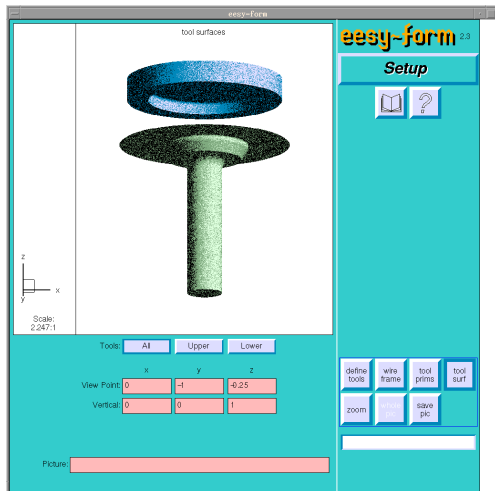 eesy-form
tool surfaces
eesy-form 2.3
Setup
?
z
x
y
Scale:
2.247:1
Tools: All Upper Lower
x y z
View Point: 0 -1 -0.25
Vertical: 0 0 1
define tools
wire frame
tool prims
tool surf
zoom
save pic
Picture: